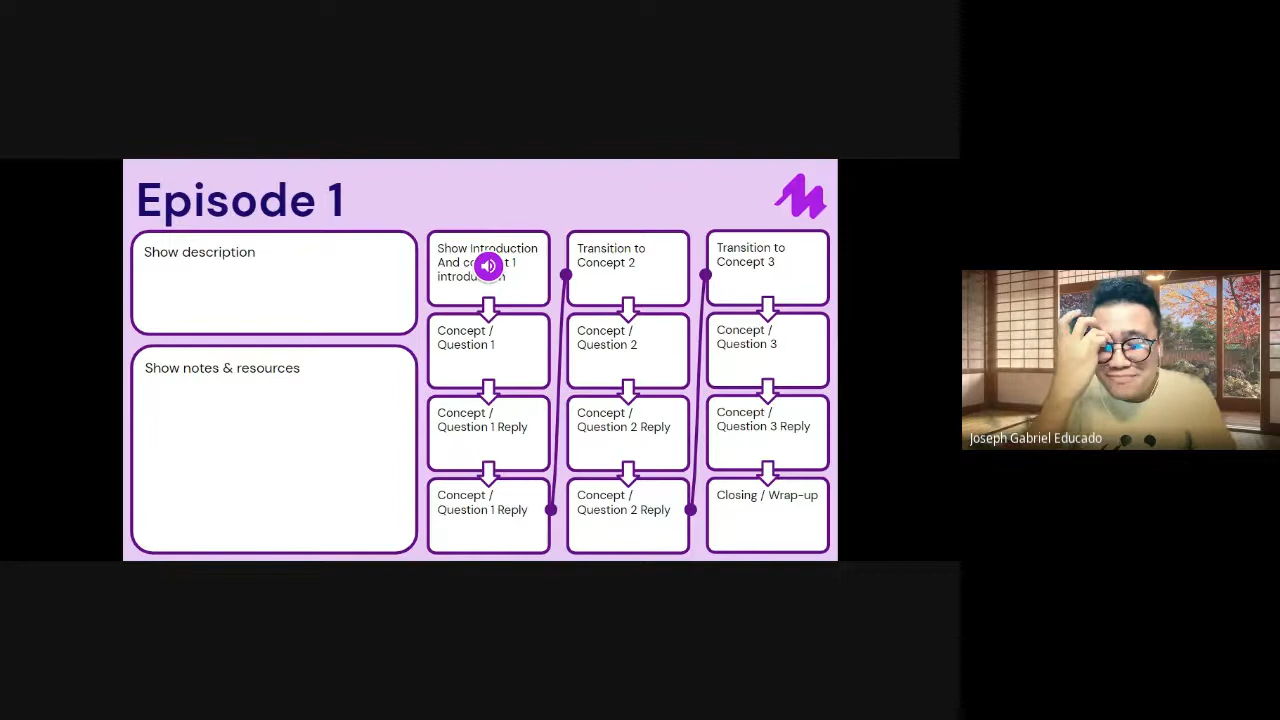 Episode 1
Show description
Show notes & resources
Show Introduction
And 1
Concept /
Question 1
Concept /
Question 1 Reply
Concept /
Question 1 Reply
Transition to
Concept 2
Concept /
Question 2
Concept /
Question 2 Reply
Concept /
Question 2 Reply
Transition to
Concept 3
Concept /
Question 3
Concept /
Question 3 Reply
Closing / Wrap-up
Joseph Gabriel Educado